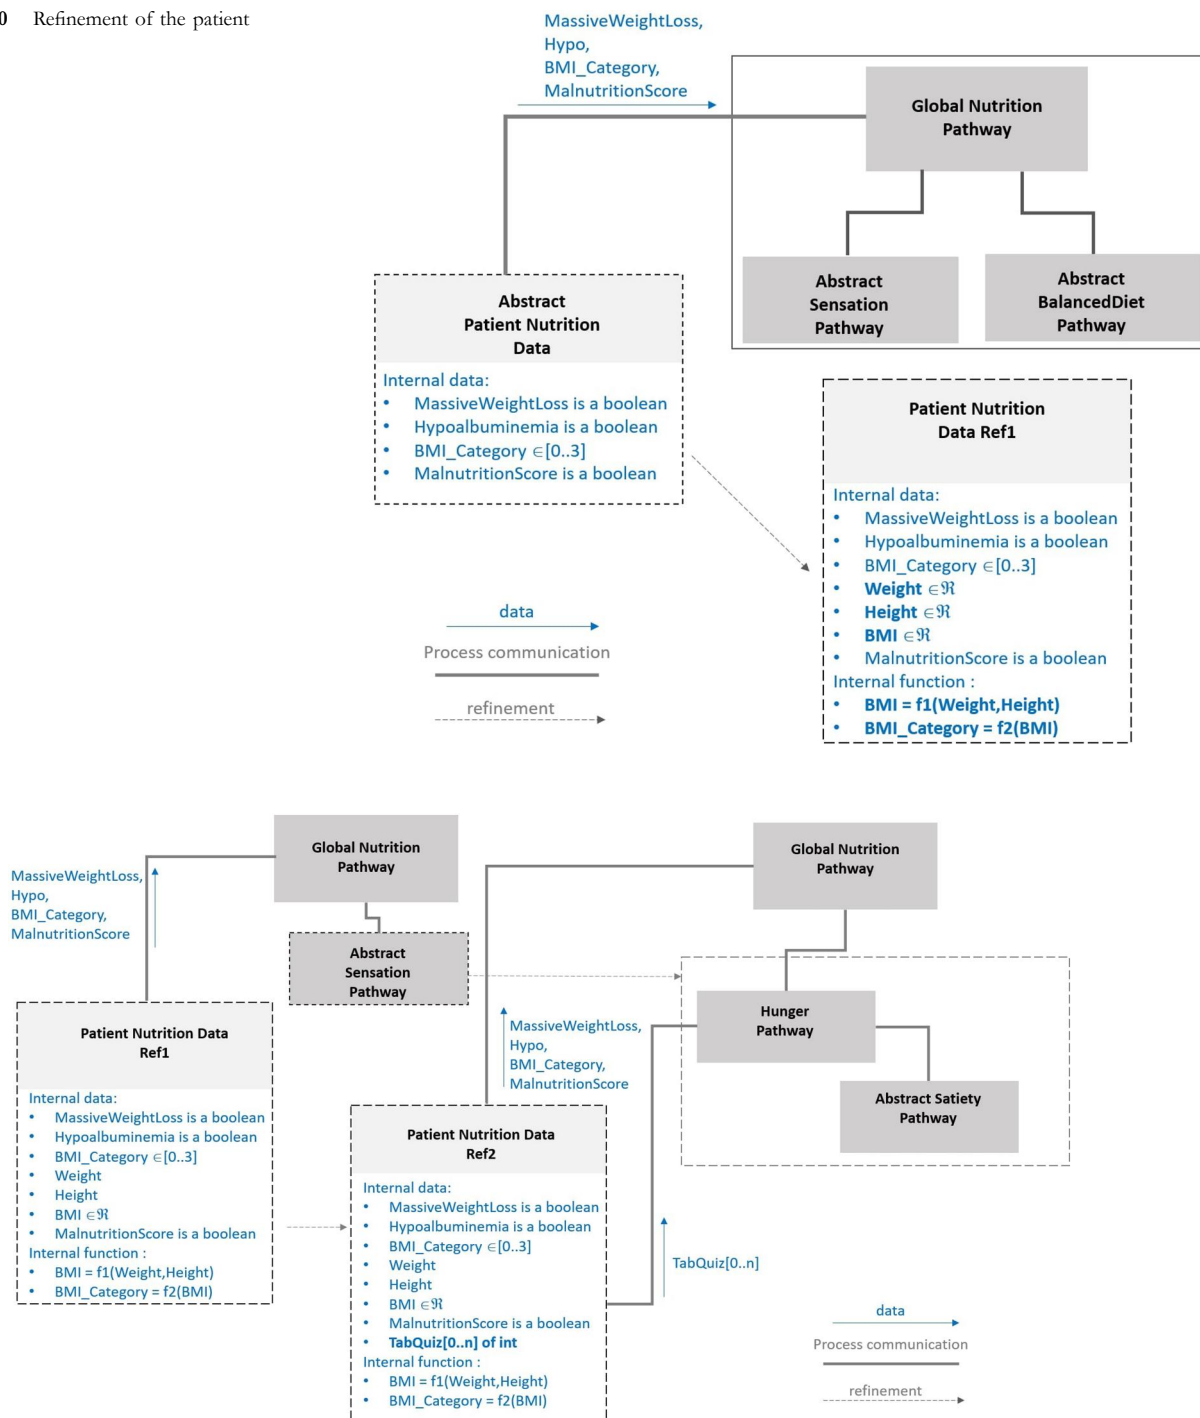 0 Refinement of the patient
MassiveWeightLoss,
Hypo,
BMI_Category,
MalnutritionScore
Global Nutrition
Pathway
Abstract
Sensation
Pathway
Abstract
BalancedDiet
Pathway
Abstract
Patient Nutrition
Data
Internal data:
• MassiveWeightLoss is a boolean
• Hypoalbuminemia is a boolean
• BMI_Category ∈[0..3]
• MalnutritionScore is a boolean
Patient Nutrition
Data Ref1
Internal data:
• MassiveWeightLoss is a boolean
• Hypoalbuminemia is a boolean
• BMI_Category ∈[0..3]
• Weight ∈ℜ
• Height ∈ℜ
• BMI ∈ℜ
• MalnutritionScore is a boolean
Internal function :
• BMI = f1(Weight,Height)
• BMI_Category = f2(BMI)
data
Process communication
refinement
Global Nutrition
Pathway
MassiveWeightLoss,
Hypo,
BMI_Category,
MalnutritionScore
Abstract
Sensation
Pathway
Patient Nutrition Data
Ref1
Internal data:
• MassiveWeightLoss is a boolean
• Hypoalbuminemia is a boolean
• BMI_Category ∈[0..3]
• Weight
• Height
• BMI ∈ℜ
• MalnutritionScore is a boolean
Internal function :
• BMI = f1(Weight,Height)
• BMI_Category = f2(BMI)
Global Nutrition
Pathway
Hunger
Pathway
Abstract Satiety
Pathway
MassiveWeightLoss,
Hypo,
BMI_Category,
MalnutritionScore
Patient Nutrition Data
Ref2
Internal data:
• MassiveWeightLoss is a boolean
• Hypoalbuminemia is a boolean
• BMI_Category ∈[0..3]
• Weight
• Height
• BMI ∈ℜ
• MalnutritionScore is a boolean
• TabQuiz[0..n] of int
Internal function :
• BMI = f1(Weight,Height)
• BMI_Category = f2(BMI)
TabQuiz[0..n]
data
Process communication
refinement